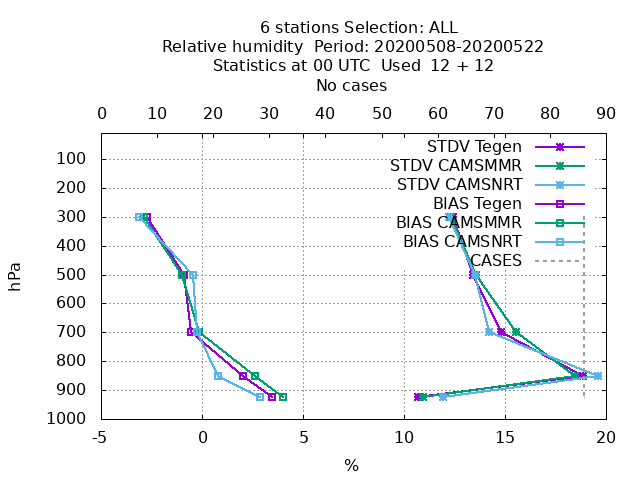 6 stations Selection: ALL
Relative humidity  Period: 20200508-20200522
Statistics at 00 UTC  Used  12 + 12
No cases
0 10 20 30 40 50 60 70 80 90
STDV Tegen
STDV CAMSMMR
STDV CAMSNRT
BIAS Tegen
BIAS CAMSMMR
BIAS CAMSNRT
CASES
100
200
300
400
500
600
700
800
900
1000
hPa
-5 0 5 10 15 20
%